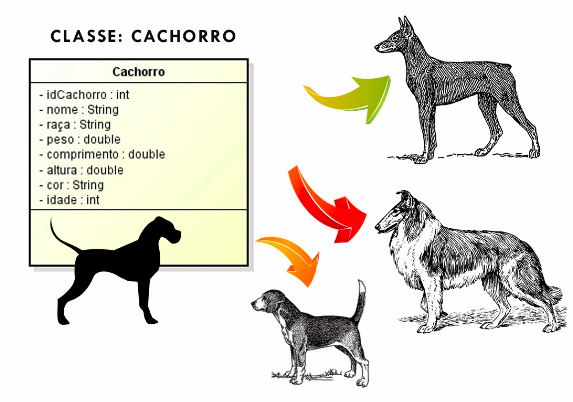 CLASSE: CACHORRO
Cachorro
- idCachorro : int
- nome : String
- raça : String
- peso : double
- comprimento : double
- altura : double
- cor : String
- idade : int